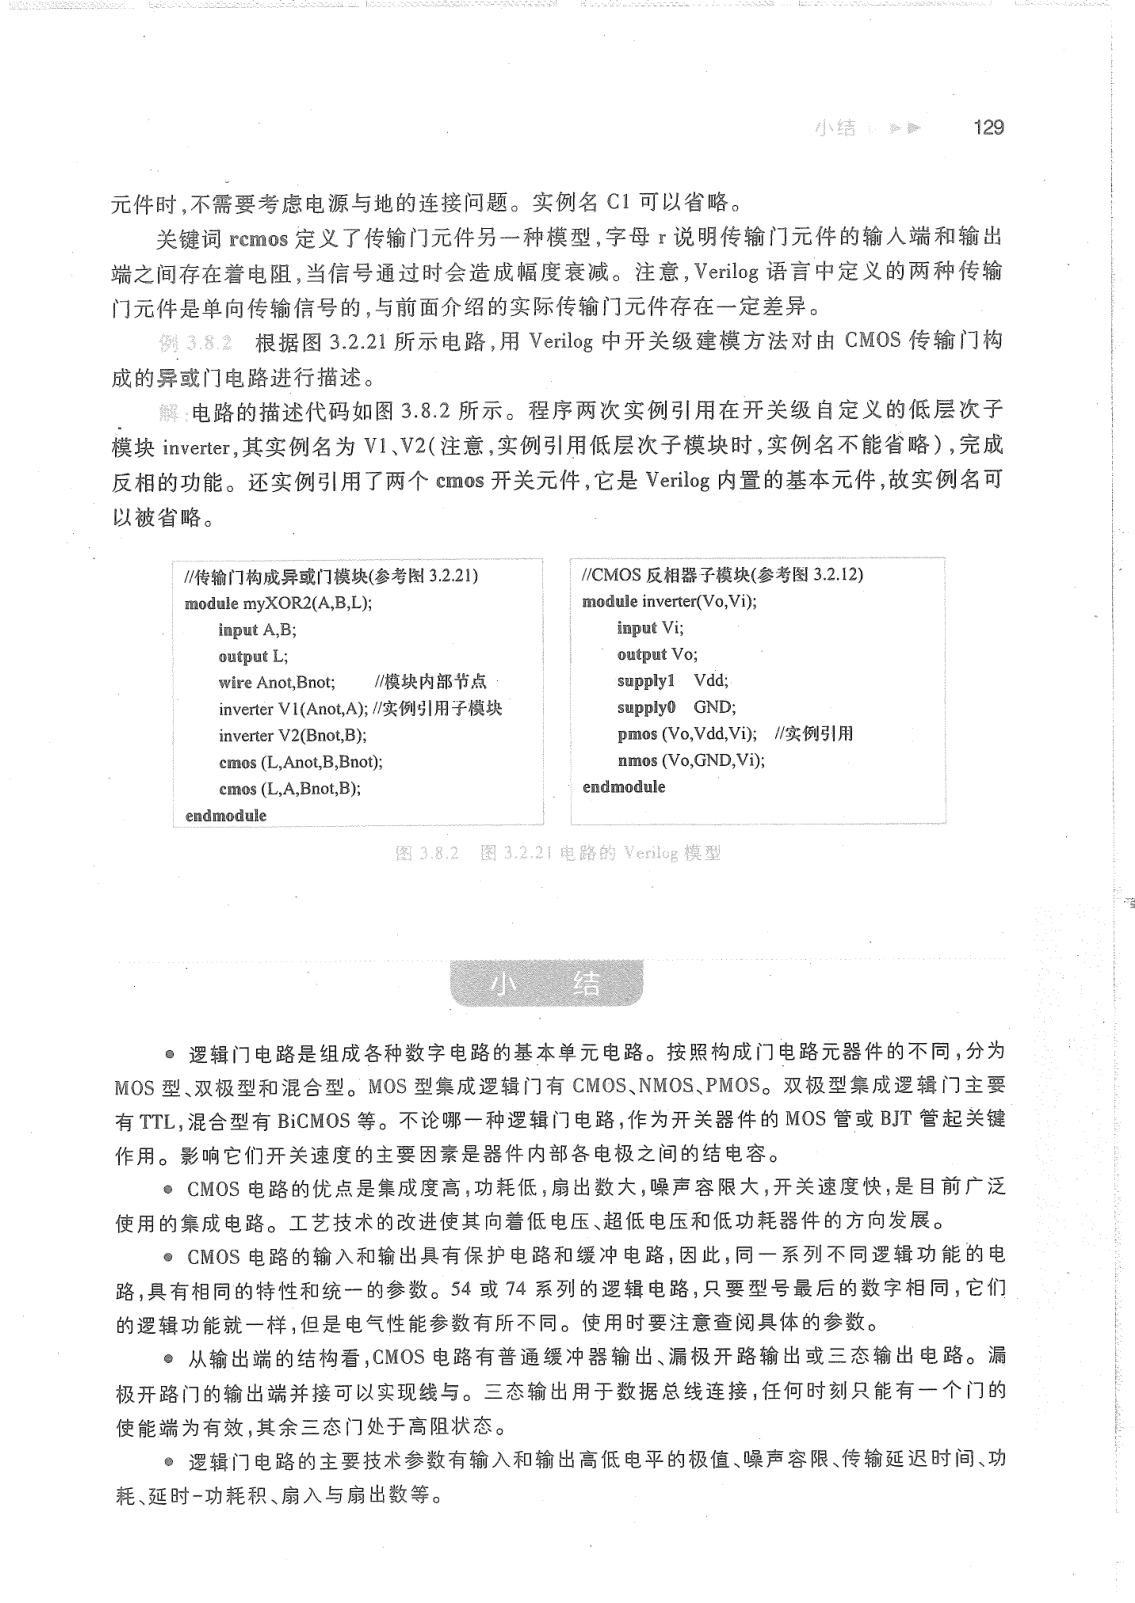 小结 ▶▶ 129
元件时,不需要考虑电源与地的连接问题。实例名 C1 可以省略。
关键词 rcmos 定义了传输门元件另一种模型,字母 r 说明传输门元件的输入端和输出
端之间存在着电阻,当信号通过时会造成幅度衰减。注意,Verilog 语言中定义的两种传输
门元件是单向传输信号的,与前面介绍的实际传输门元件存在一定差异。
例 3.8.2 根据图 3.2.21 所示电路,用 Verilog 中开关级建模方法对由 CMOS 传输门构
成的异或门电路进行描述。
解:电路的描述代码如图 3.8.2 所示。程序两次实例引用在开关级自定义的低层次子
模块 inverter,其实例名为 V1、V2(注意,实例引用低层次子模块时,实例名不能省略),完成
反相的功能。还实例引用了两个 cmos 开关元件,它是 Verilog 内置的基本元件,故实例名可
以被省略。
//传输门构成异或门模块(参考图 3.2.21)
module myXOR2(A,B,L);
input A,B;
output L;
wire Anot,Bnot; //模块内部节点
inverter V1(Anot,A); //实例引用子模块
inverter V2(Bnot,B);
cmos (L,Anot,B,Bnot);
cmos (L,A,Bnot,B);
endmodule
//CMOS 反相器子模块(参考图 3.2.12)
module inverter(Vo,Vi);
input Vi;
output Vo;
supply1 Vdd;
supply0 GND;
pmos (Vo,Vdd,Vi); //实例引用
nmos (Vo,GND,Vi);
endmodule
图 3.8.2 图 3.2.21 电路的 Verilog 模型
小 结
● 逻辑门电路是组成各种数字电路的基本单元电路。按照构成门电路元器件的不同,分为
MOS 型、双极型和混合型。MOS 型集成逻辑门有 CMOS、NMOS、PMOS。双极型集成逻辑门主要
有 TTL,混合型有 BiCMOS 等。不论哪一种逻辑门电路,作为开关器件的 MOS 管或 BJT 管起关键
作用。影响它们开关速度的主要因素是器件内部各电极之间的结电容。
● CMOS 电路的优点是集成度高,功耗低,扇出数大,噪声容限大,开关速度快,是目前广泛
使用的集成电路。工艺技术的改进使其向着低电压、超低电压和低功耗器件的方向发展。
● CMOS 电路的输入和输出具有保护电路和缓冲电路,因此,同一系列不同逻辑功能的电
路,具有相同的特性和统一的参数。54 或 74 系列的逻辑电路,只要型号最后的数字相同,它们
的逻辑功能就一样,但是电气性能参数有所不同。使用时要注意查阅具体的参数。
● 从输出端的结构看,CMOS 电路有普通缓冲器输出、漏极开路输出或三态输出电路。漏
极开路门的输出端并接可以实现线与。三态输出用于数据总线连接,任何时刻只能有一个门的
使能端为有效,其余三态门处于高阻状态。
● 逻辑门电路的主要技术参数有输入和输出高低电平的极值、噪声容限、传输延迟时间、功
耗、延时-功耗积、扇入与扇出数等。